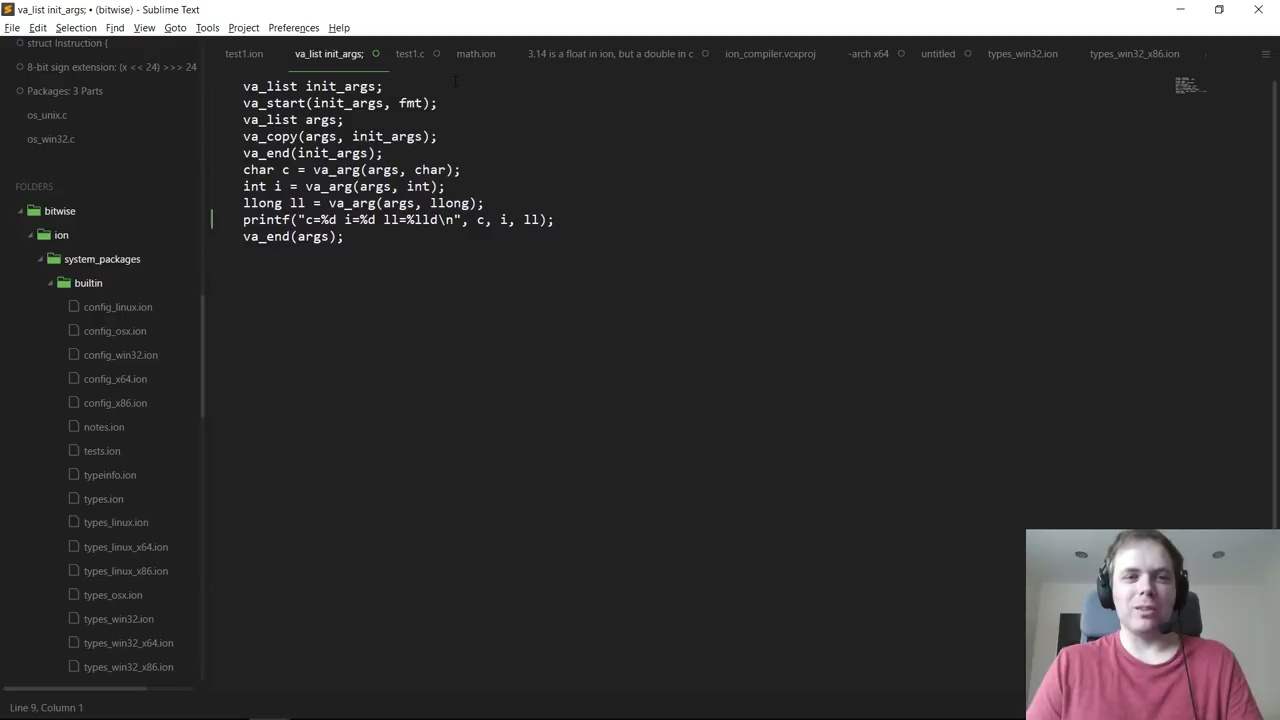 va_list init_args; • (bitwise) - Sublime Text
File Edit Selection Find View Goto Tools Project Preferences Help
struct Instruction {
8-bit sign extension: (x << 24) >>> 24
Packages: 3 Parts
os_unix.c
os_win32.c
FOLDERS
bitwise
ion
system_packages
builtin
config_linux.ion
config_osx.ion
config_win32.ion
config_x64.ion
config_x86.ion
notes.ion
tests.ion
typeinfo.ion
types.ion
types_linux.ion
types_linux_x64.ion
types_linux_x86.ion
types_osx.ion
types_win32.ion
types_win32_x64.ion
types_win32_x86.ion
test1.ion va_list init_args; test1.c math.ion 3.14 is a float in ion, but a double in c ion_compiler.vcxproj -arch x64 untitled types_win32.ion types_win32_x86.ion
va_list init_args;
va_start(init_args, fmt);
va_list args;
va_copy(args, init_args);
va_end(init_args);
char c = va_arg(args, char);
int i = va_arg(args, int);
llong ll = va_arg(args, llong);
printf("c=%d i=%d ll=%lld\n", c, i, ll);
va_end(args);
Line 9, Column 1